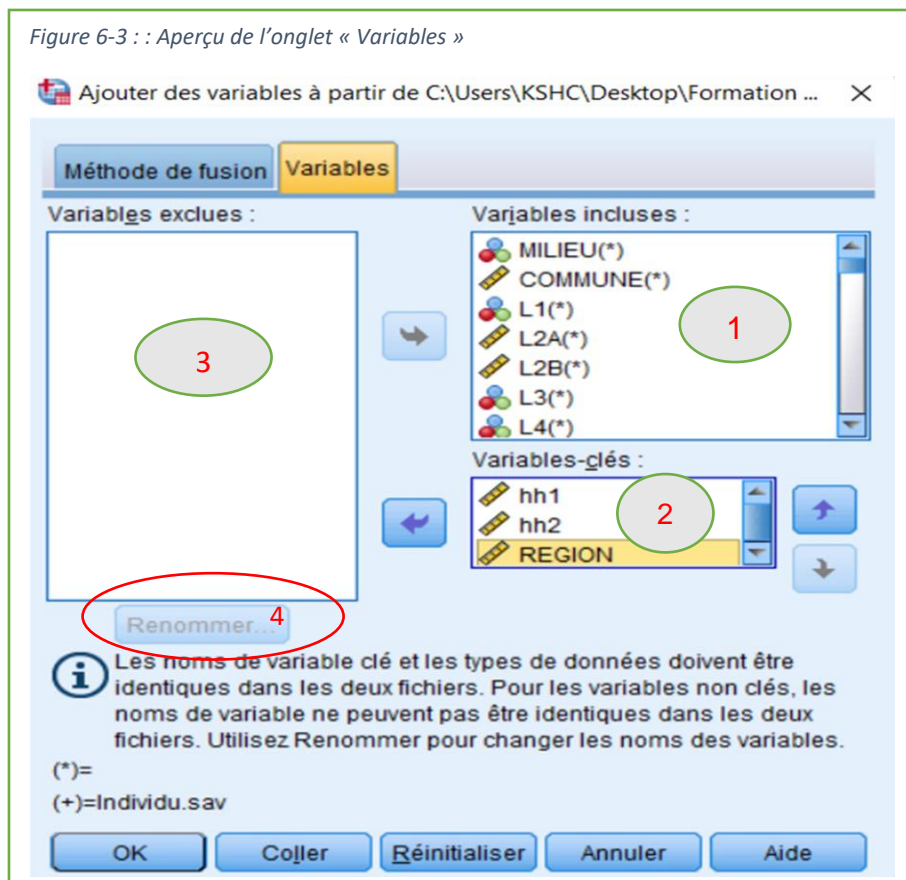 Figure 6-3 : : Aperçu de l'onglet « Variables »
Ajouter des variables à partir de C:\Users\KSHC\Desktop\Formation ...
Méthode de fusion
Variables
Variables exclues :
Variables incluses :
MILIEU(*)
COMMUNE(*)
L1(*)
L2A(*)
L2B(*)
L3(*)
L4(*)
1
3
Variables-clés :
hh1
hh2
REGION
2
Renommer...
4
Les noms de variable clé et les types de données doivent être
identiques dans les deux fichiers. Pour les variables non clés, les
noms de variable ne peuvent pas être identiques dans les deux
fichiers. Utilisez Renommer pour changer les noms des variables.
(*)=
(+)=Individu.sav
OK
Coller
Réinitialiser
Annuler
Aide